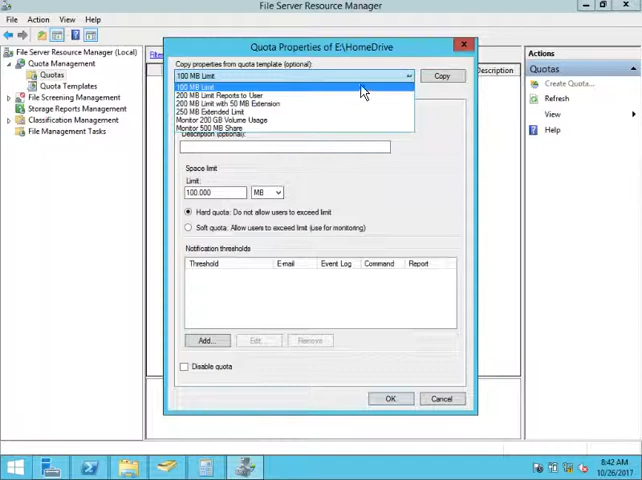 File Server Resource Manager
Action View Help
File Server Resource Manager (Local)
Quota Management
Quotas
Quota Templates
File Screening Management
Storage Reports Management
Classification Management
File Management Tasks
Quota Properties of E:\HomeDrive
Copy properties from quota template (optional):
100 MB Limit
Copy
100 MB Limit
200 MB Limit Reports to User
200 MB Limit with 50 MB Extension
250 MB Extended Limit
Monitor 200 GB Volume Usage
Monitor 500 MB Share
Description (optional):
Space limit
Limit:
100.000 MB
Hard quota: Do not allow users to exceed limit
Soft quota: Allow users to exceed limit (use for monitoring)
Notification thresholds
Threshold E-mail Event Log Command Report
Add... Edit... Remove
Disable quota
OK Cancel
Description
Actions
Quotas
Create Quota...
Refresh
View
Help
8:42 AM
10/26/2017